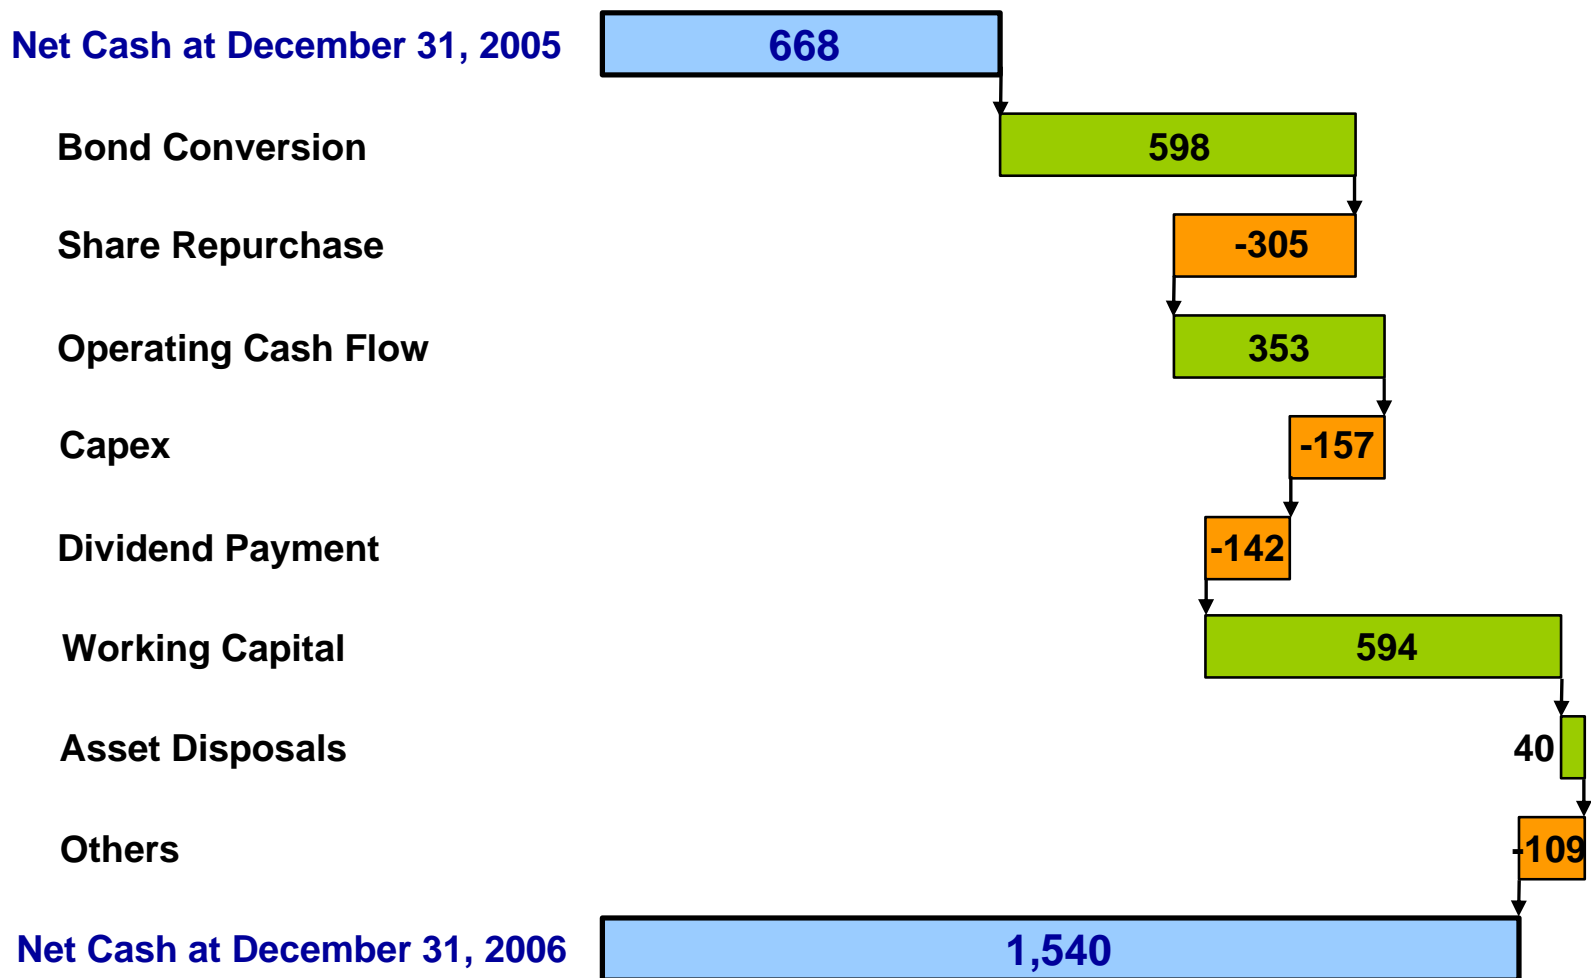 Net Cash at December 31, 2005 668
Bond Conversion 598
Share Repurchase -305
Operating Cash Flow 353
Capex -157
Dividend Payment -142
Working Capital 594
Asset Disposals 40
Others -109
Net Cash at December 31, 2006 1,540